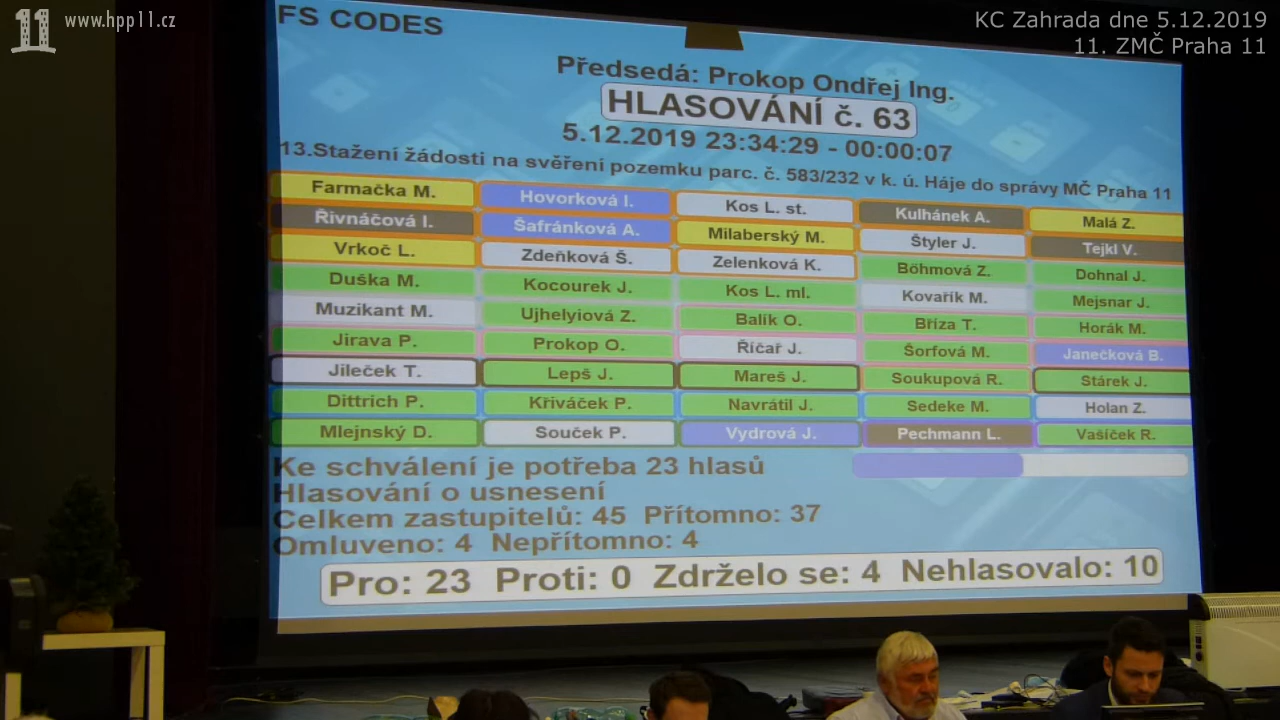 11 www.hpp11.cz
KC Zahrada dne 5.12.2019
11. ZMČ Praha 11
FS CODES
Předsedá: Prokop Ondřej Ing.
HLASOVÁNÍ č. 63
5.12.2019 23:34:29 - 00:00:07
13.Stažení žádosti na svěření pozemku parc. č. 583/232 v k. ú. Háje do správy MČ Praha 11
Farmačka M. Hovorková I. Kos L. st. Kulhánek A. Malá Z.
Řivnáčová I. Šafránková A. Milaberský M. Štyler J. Tejkl V.
Vrkoč L. Zdeňková Š. Zelenková K. Böhmová Z. Dohnal J.
Duška M. Kocourek J. Kos L. ml. Kovařík M. Mejsnar J.
Muzikant M. Ujhelyiová Z. Balík O. Bříza T. Horák M.
Jirava P. Prokop O. Říčař J. Šorfová M. Janečková B.
Jileček T. Lepš J. Mareš J. Soukupová R. Stárek J.
Dittrich P. Křiváček P. Navrátil J. Sedeke M. Holan Z.
Mlejnský D. Souček P. Vydrová J. Pechmann L. Vašíček R.
Ke schválení je potřeba 23 hlasů
Hlasování o usnesení
Celkem zastupitelů: 45 Přítomno: 37
Omluveno: 4 Nepřítomno: 4
Pro: 23 Proti: 0 Zdrželo se: 4 Nehlasovalo: 10